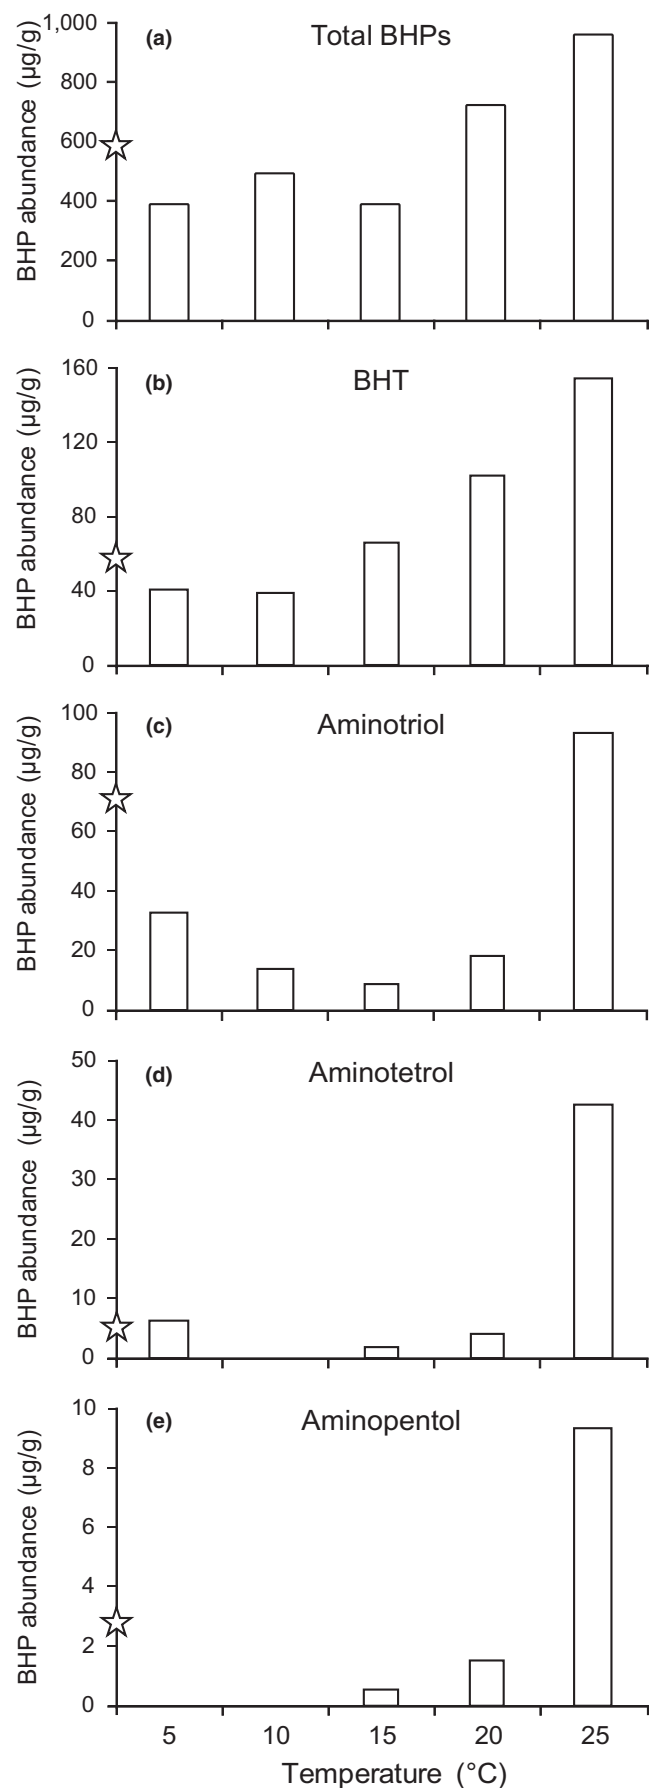 (a) Total BHPs
BHP abundance (µg/g)
1,000
800
600
400
200
0
(b) BHT
BHP abundance (µg/g)
160
120
80
40
0
(c) Aminotriol
BHP abundance (µg/g)
100
80
60
40
20
0
(d) Aminotetrol
BHP abundance (µg/g)
50
40
30
20
10
0
(e) Aminopentol
BHP abundance (µg/g)
10
8
6
4
2
0
5 10 15 20 25
Temperature (°C)